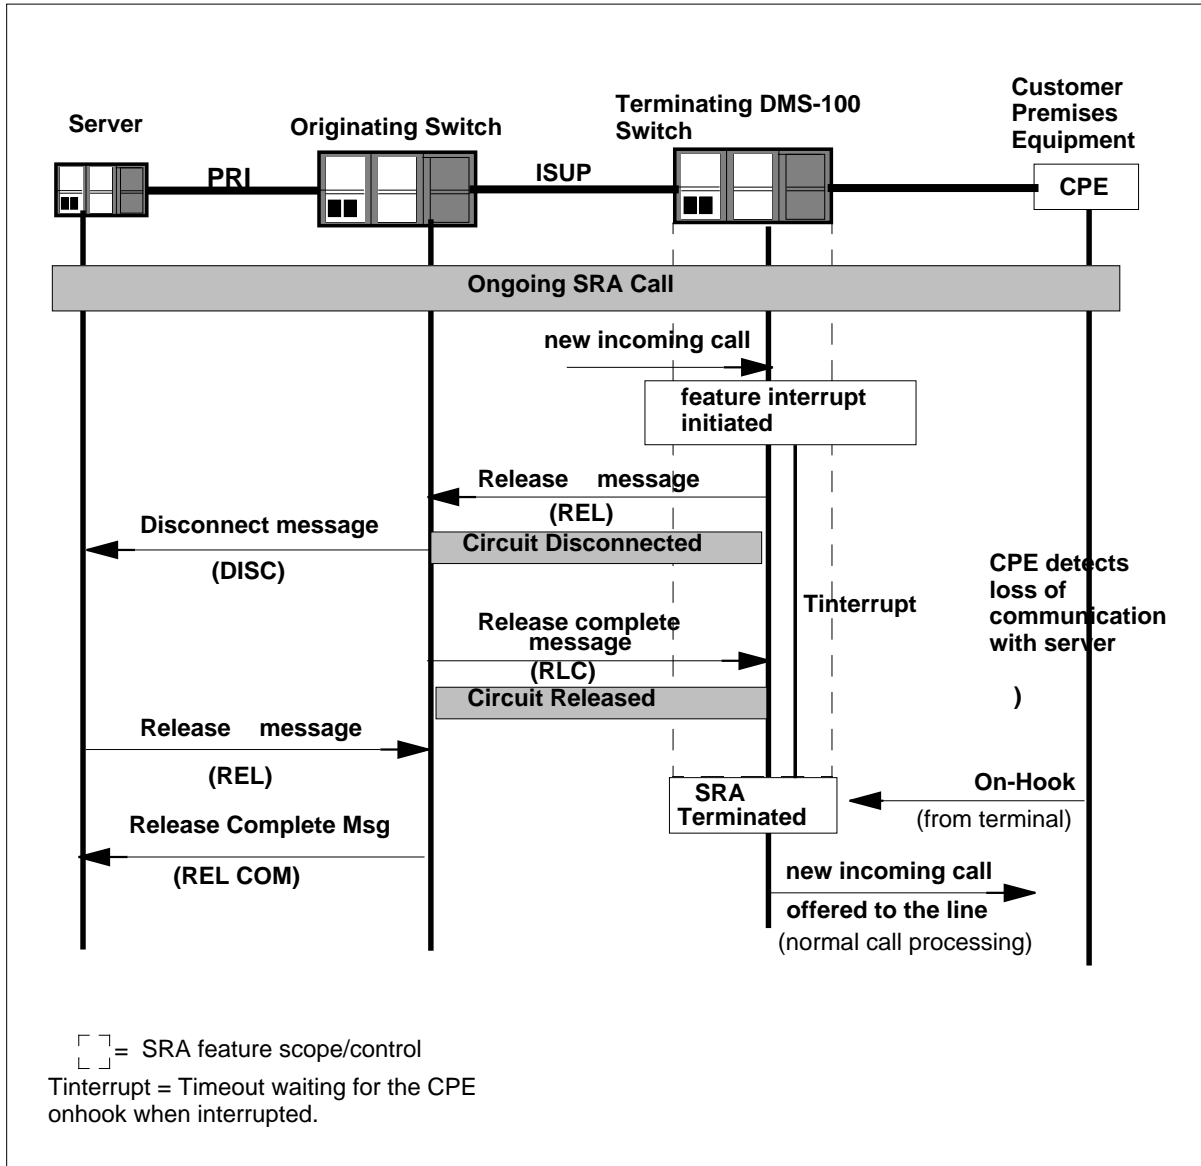 Server
Originating Switch
Terminating DMS-100
Switch
Customer
Premises
Equipment
PRI
ISUP
CPE
Ongoing SRA Call
new incoming call
feature interrupt
initiated
Release message
(REL)
Disconnect message
(DISC)
Circuit Disconnected
CPE detects
loss of
communication
with server
)
Tinterrupt
Release complete
message
(RLC)
Circuit Released
Release message
(REL)
SRA
Terminated
On-Hook
(from terminal)
Release Complete Msg
(REL COM)
new incoming call
offered to the line
(normal call processing)
= SRA feature scope/control
Tinterrupt = Timeout waiting for the CPE
onhook when interrupted.